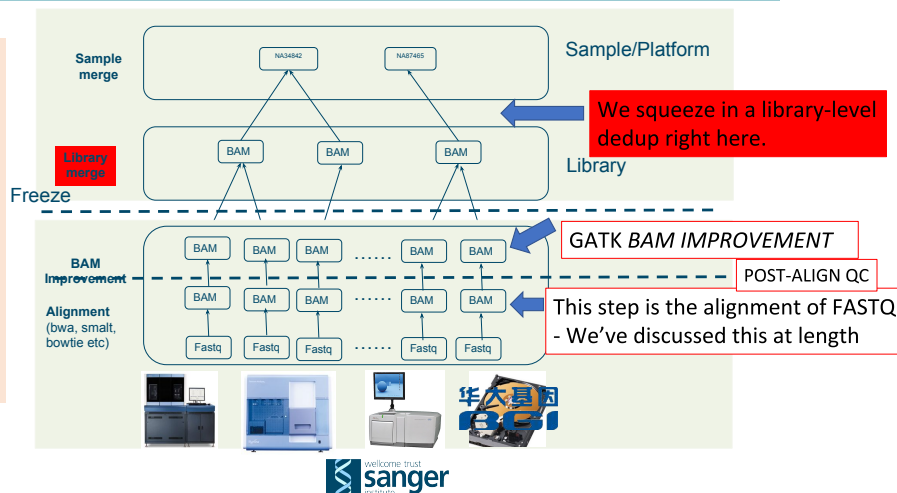 Sample
merge
NA34842
NA87465
Sample/Platform
We squeeze in a library-level
dedup right here.
Library
merge
BAM
BAM
BAM
Library
Freeze
BAM
Improvement
BAM
BAM
BAM
......
BAM
BAM
GATK BAM IMPROVEMENT
POST-ALIGN QC
Alignment
(bwa, smalt,
bowtie etc)
BAM
BAM
BAM
......
BAM
BAM
This step is the alignment of FASTQ
- We've discussed this at length
Fastq
Fastq
Fastq
......
Fastq
Fastq
华大基因
wellcome trust
sanger
institute